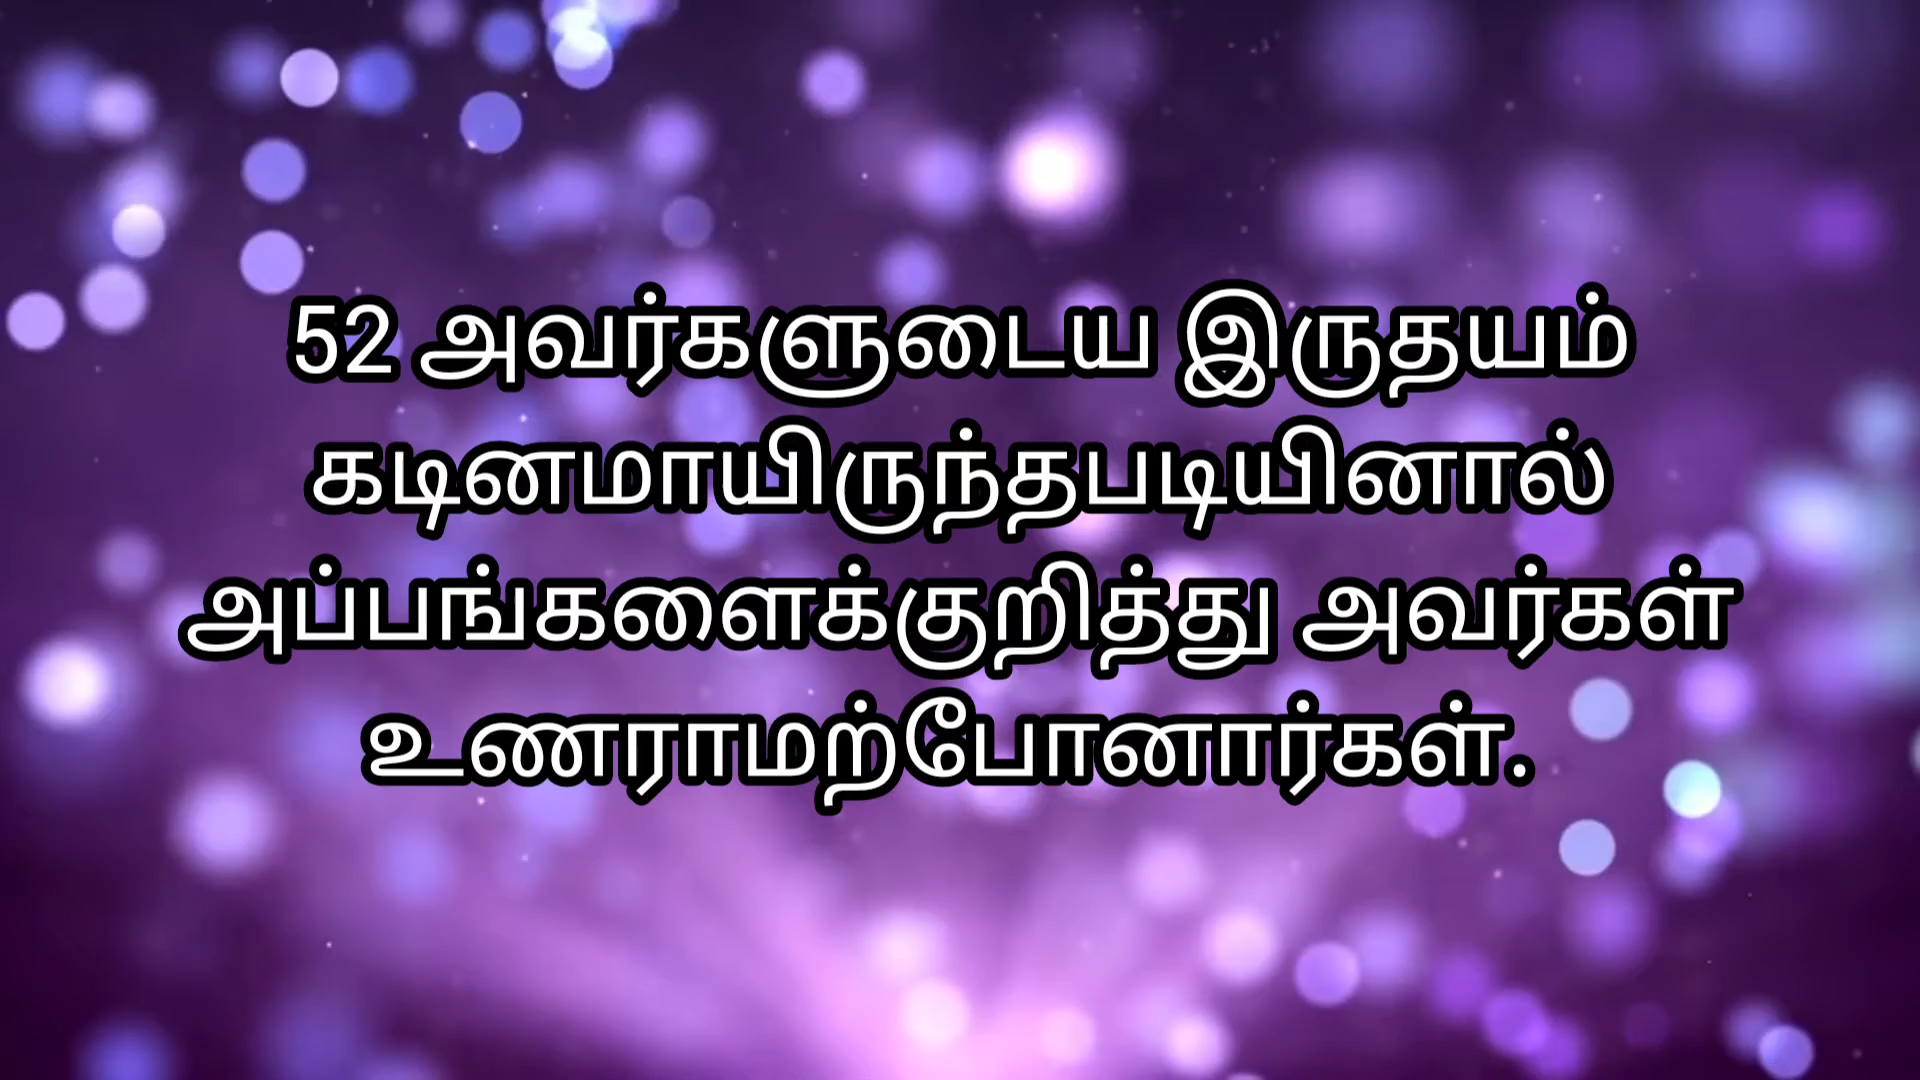 52 அவர்களுடைய இருதயம்
கடினமாயிருந்தபடியினால்
அப்பங்களைக்குறித்து அவர்கள்
உணராமற்போனார்கள்.